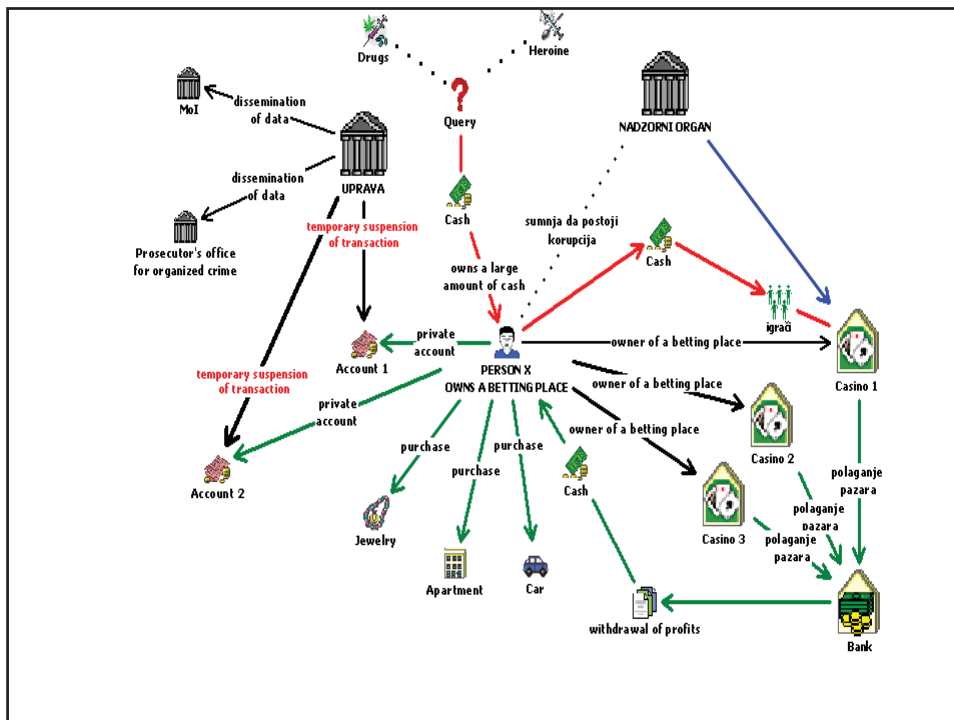 Drugs
Heroine
MoI
dissemination
of data
Query
NADZORNI ORGAN
UPRAVA
dissemination
of data
Cash
temporary suspension
of transaction
sumnja da postoji
korupcija
Prosecutor's office
for organized crime
Cash
owns a large
amount of cash
igrači
private
account
owner of a betting place
Account 1
PERSON X
OWNS A BETTING PLACE
Casino 1
temporary suspension
of transaction
owner of a betting place
private
account
owner of a betting place
purchase
purchase
purchase
Casino 2
Account 2
Cash
polaganje
pazara
Casino 3
polaganje
pazara
polaganje
pazara
Jewelry
Apartment
Car
withdrawal of profits
Bank